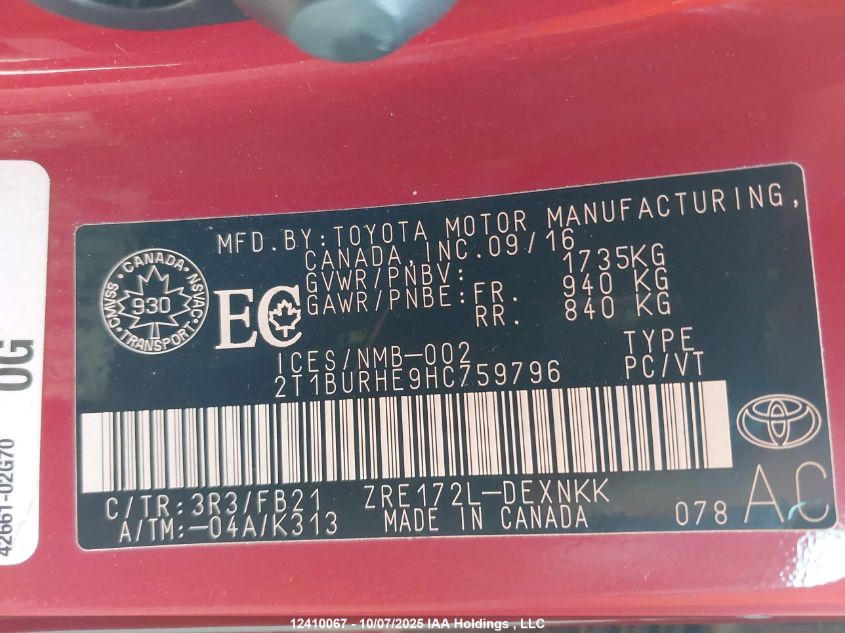 MFD.BY:TOYOTA MOTOR MANUFACTURING,
CANADA,INC.09/16
GVWR/PNBV: 1735KG
GAWR/PNBE:FR. 940 KG
RR. 840 KG
CANADA
CMVSS NSVAC
930
TRANSPORT
EC
ICES/NMB-002
TYPE
2T1BURHE9HC759796
PC/VT
C/TR:3R3/FB21 ZRE172L-DEXNKK
A/TM:-04A/K313 MADE IN CANADA
078 AC
0G
42661-02G70
12410067 - 10/07/2025 IAA Holdings , LLC